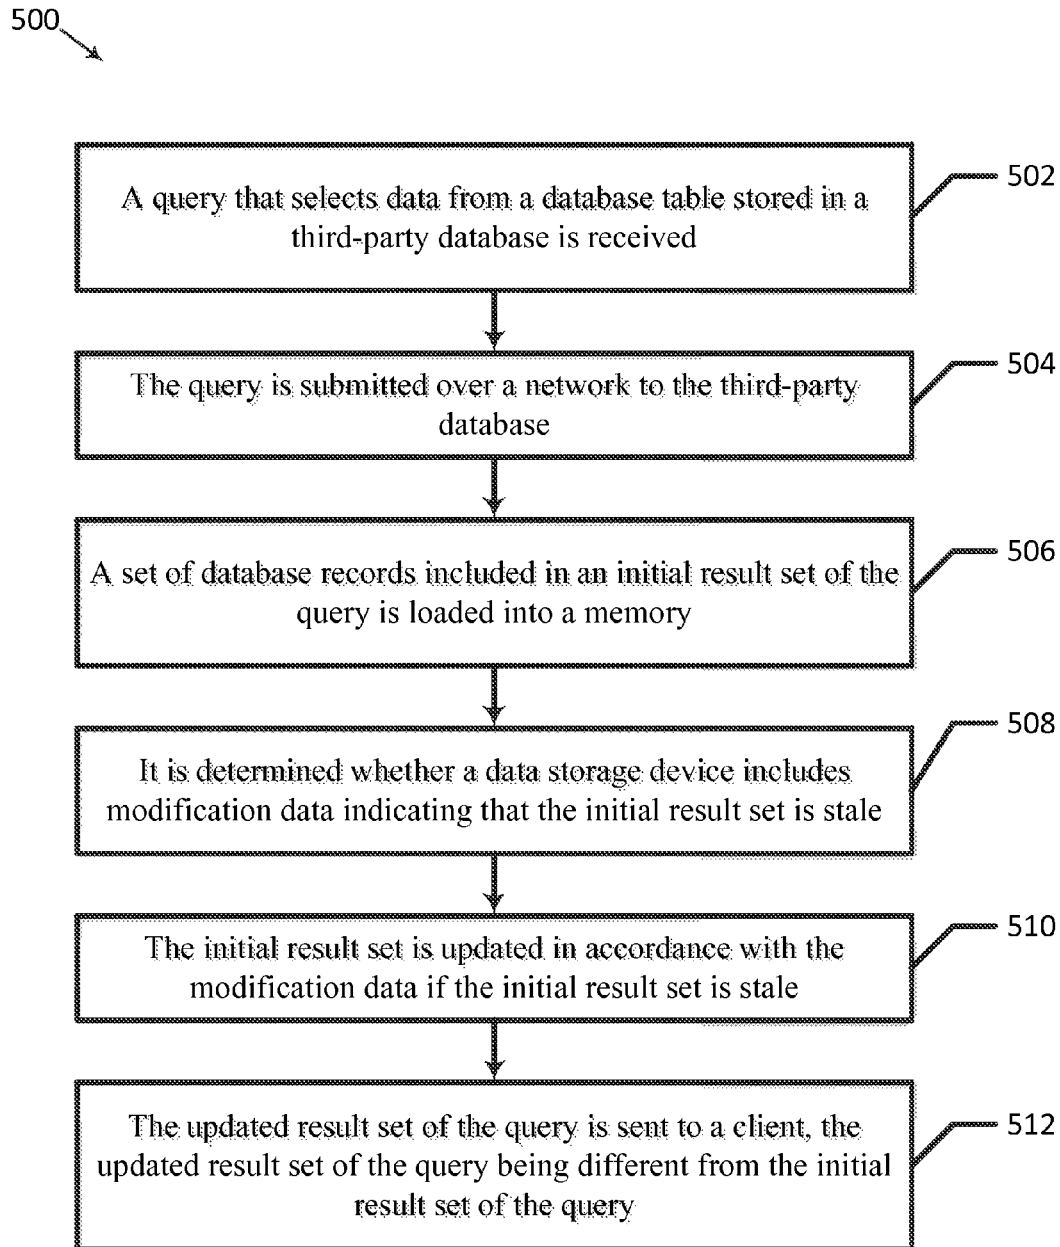 500
A query that selects data from a database table stored in a
third-party database is received
502
The query is submitted over a network to the third-party
database
504
A set of database records included in an initial result set of the
query is loaded into a memory
506
It is determined whether a data storage device includes
modification data indicating that the initial result set is stale
508
The initial result set is updated in accordance with the
modification data if the initial result set is stale
510
The updated result set of the query is sent to a client, the
updated result set of the query being different from the initial
result set of the query
512